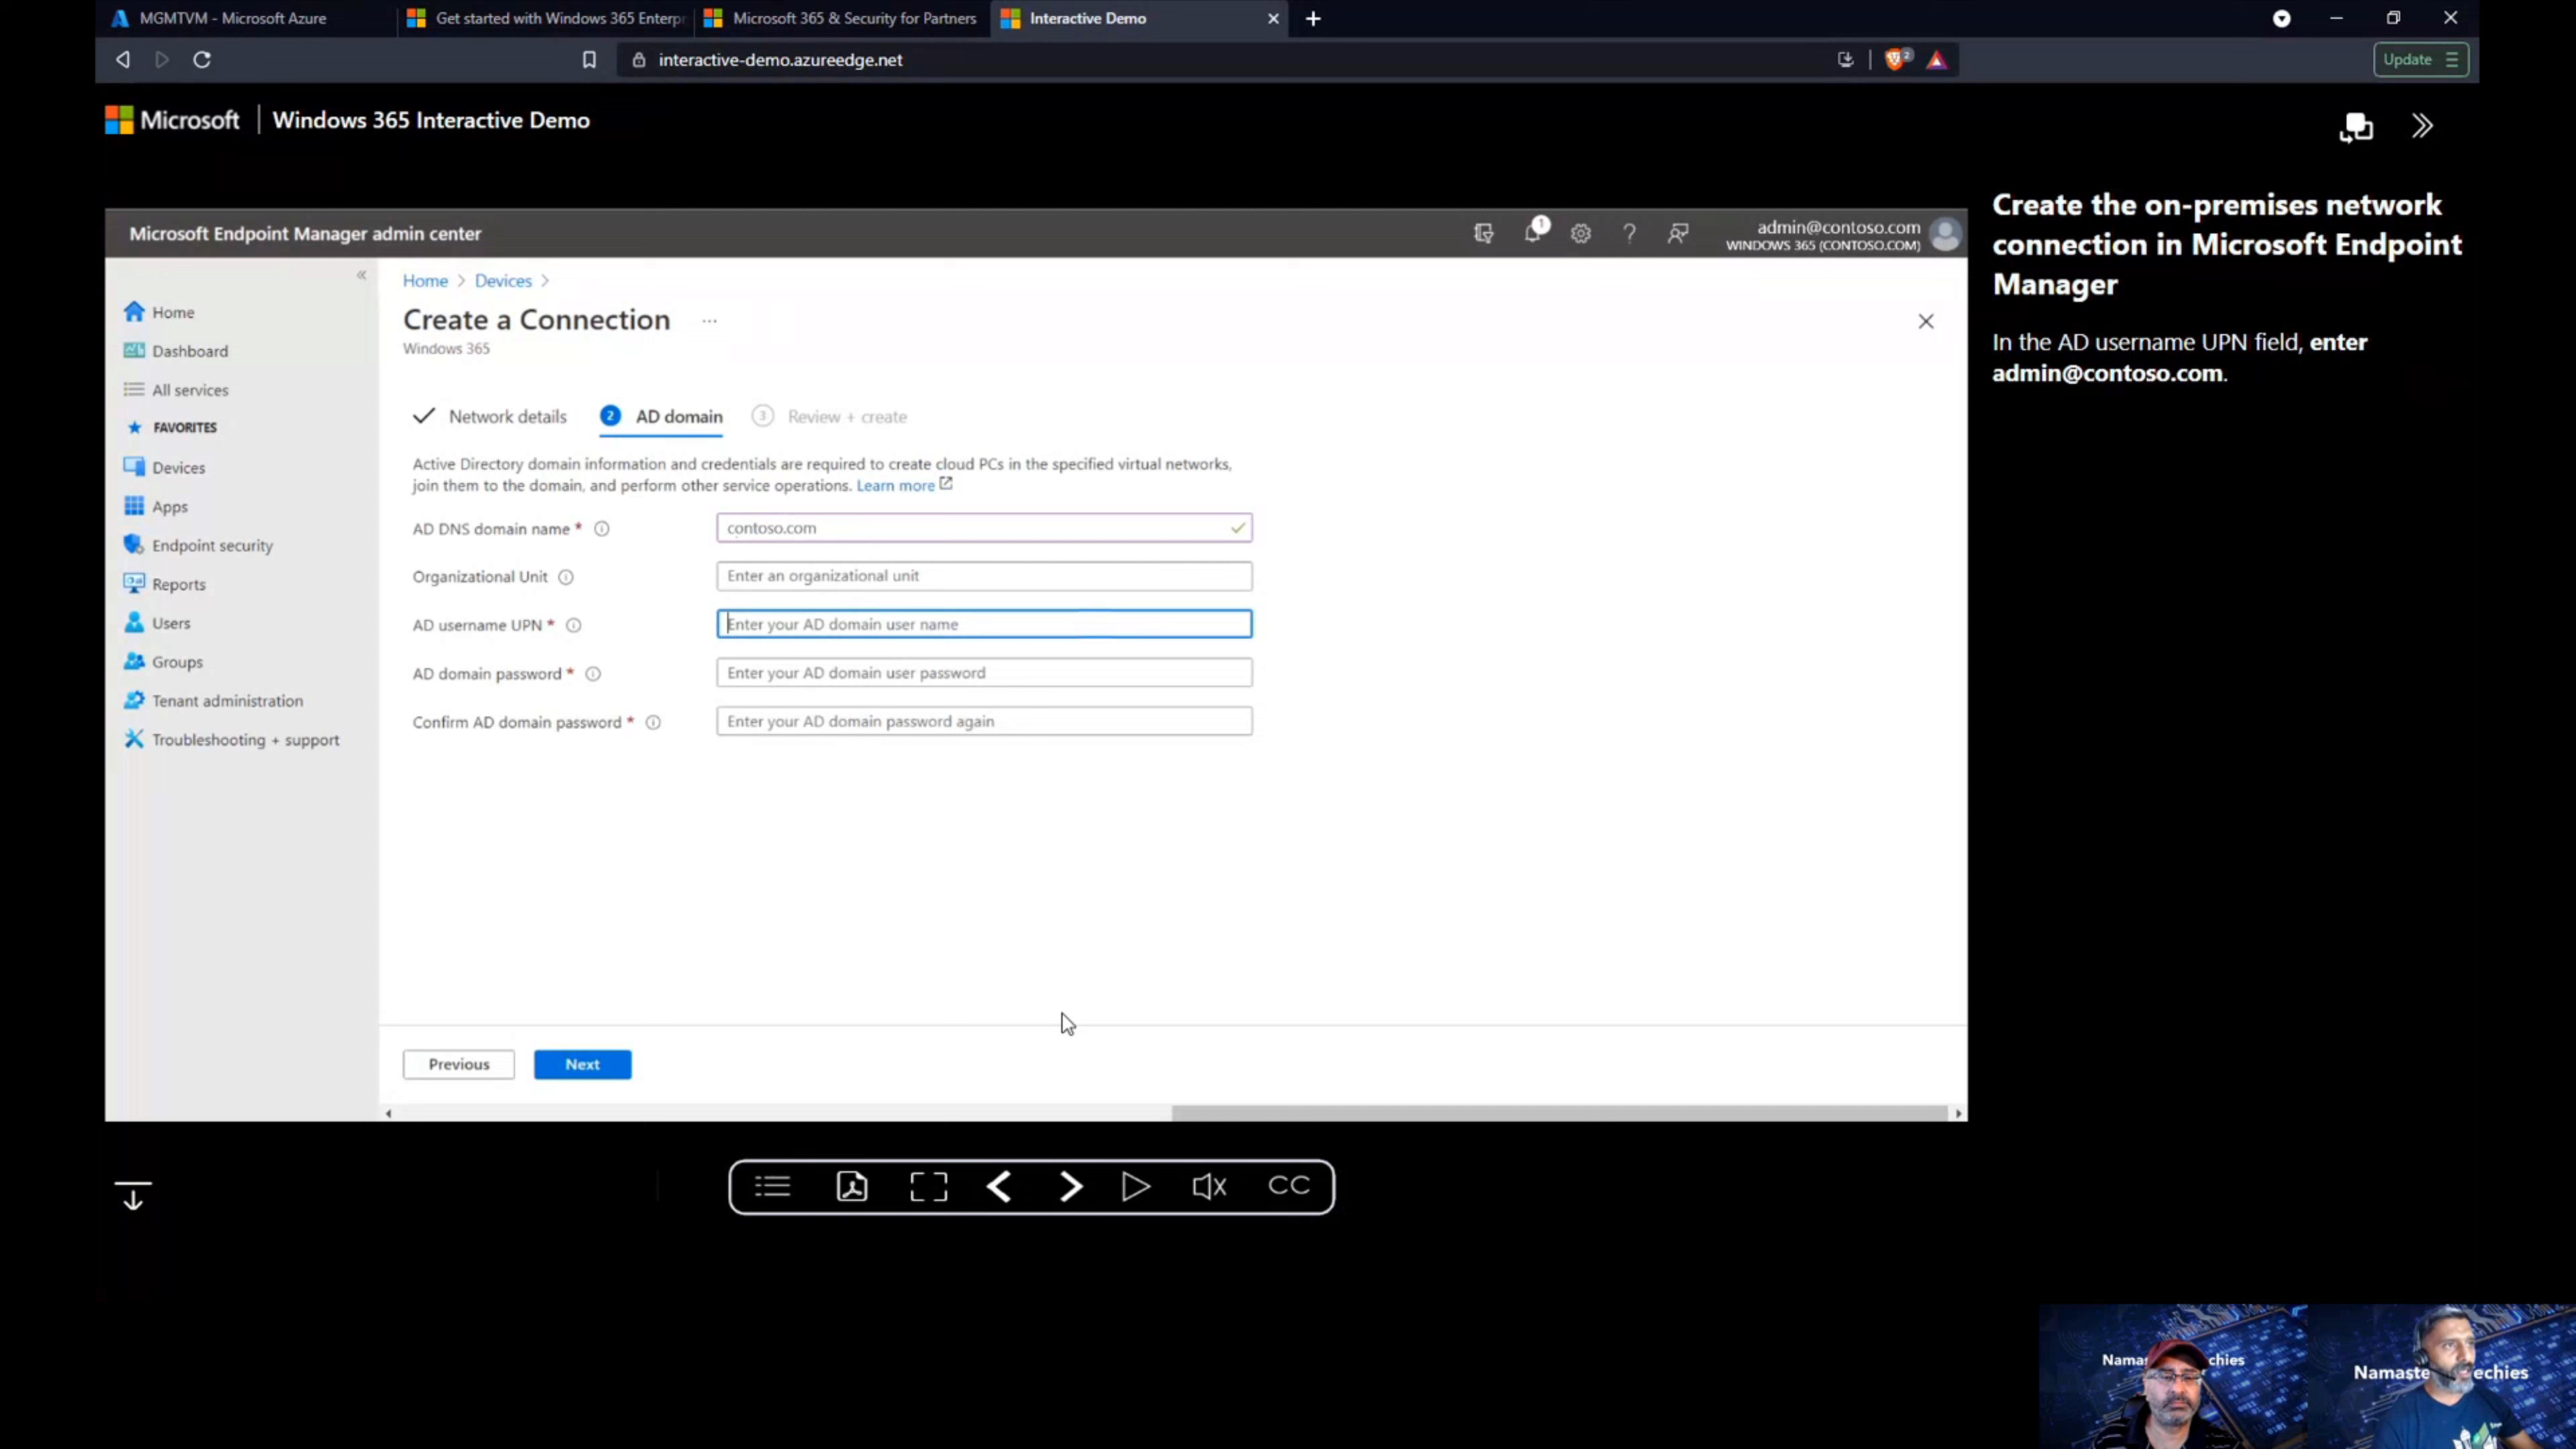 MGMTVM - Microsoft Azure
Get started with Windows 365 Enterpr
Microsoft 365 & Security for Partners
Interactive Demo
interactive-demo.azureedge.net
2
Update
Microsoft
Windows 365 Interactive Demo
Microsoft Endpoint Manager admin center
1
admin@contoso.com
WINDOWS 365 (CONTOSO.COM)
Home
Dashboard
All services
FAVORITES
Devices
Apps
Endpoint security
Reports
Users
Groups
Tenant administration
Troubleshooting + support
Home > Devices >
Create a Connection ...
Windows 365
Network details
2 AD domain
3 Review + create
Active Directory domain information and credentials are required to create cloud PCs in the specified virtual networks,
join them to the domain, and perform other service operations. Learn more
AD DNS domain name *
contoso.com
Organizational Unit
Enter an organizational unit
AD username UPN *
Enter your AD domain user name
AD domain password *
Enter your AD domain user password
Confirm AD domain password *
Enter your AD domain password again
Previous
Next
Create the on-premises network
connection in Microsoft Endpoint
Manager
In the AD username UPN field, enter
admin@contoso.com.
CC
Namas chies
Namaste echies